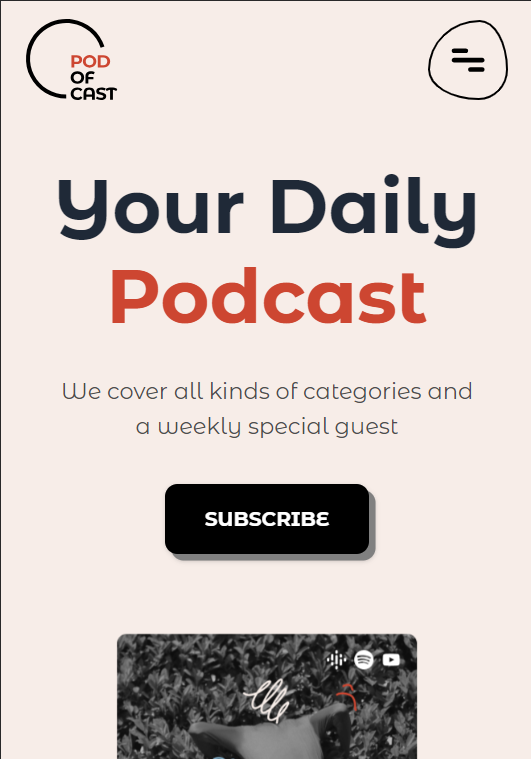 POD
OF
CAST
Your Daily
Podcast
We cover all kinds of categories and
a weekly special guest
SUBSCRIBE